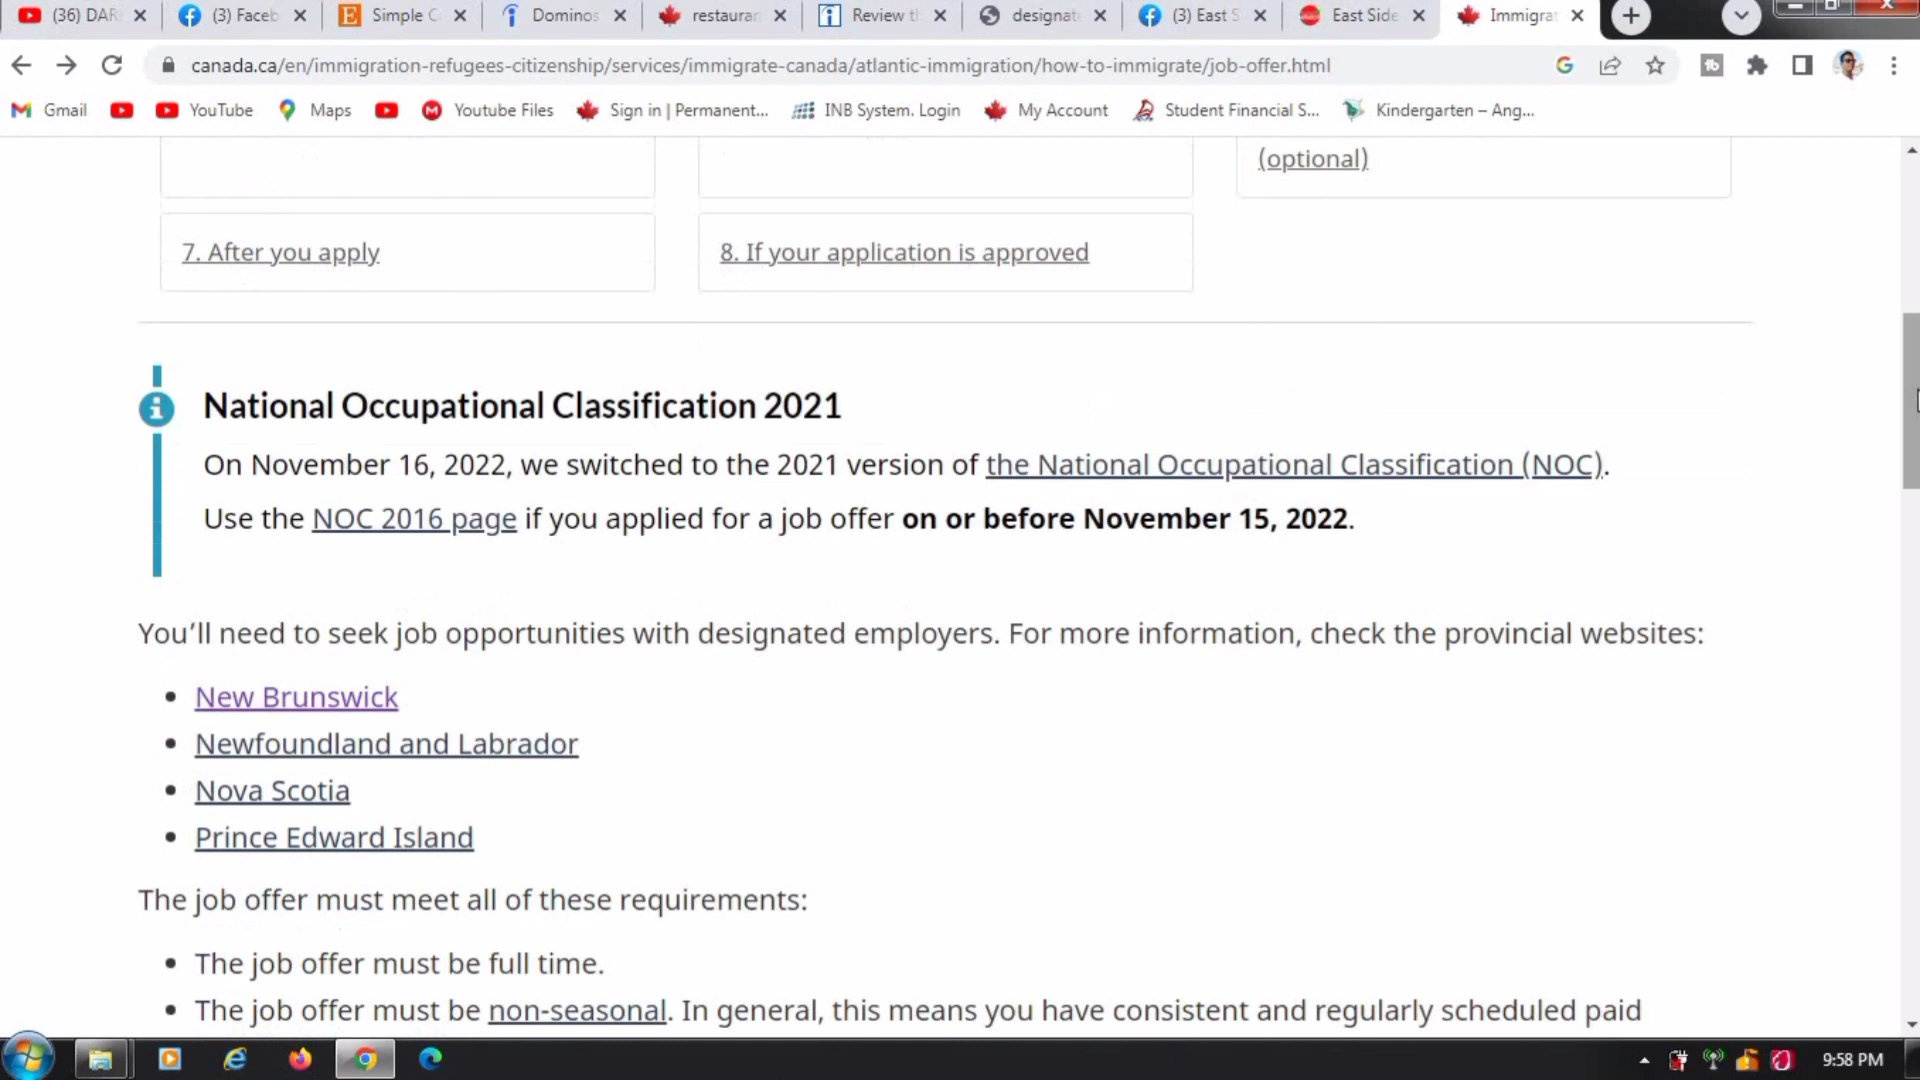 (36) DAR
(3) Faceb
Simple C
Dominos
restauran
Review th
designate
(3) East S
East Side
Immigrat
canada.ca/en/immigration-refugees-citizenship/services/immigrate-canada/atlantic-immigration/how-to-immigrate/job-offer.html
Gmail
YouTube
Maps
Youtube Files
Sign in | Permanent...
INB System. Login
My Account
Student Financial S...
Kindergarten – Ang...
(optional)
7. After you apply
8. If your application is approved
National Occupational Classification 2021
On November 16, 2022, we switched to the 2021 version of the National Occupational Classification (NOC).
Use the NOC 2016 page if you applied for a job offer on or before November 15, 2022.
You’ll need to seek job opportunities with designated employers. For more information, check the provincial websites:
• New Brunswick
• Newfoundland and Labrador
• Nova Scotia
• Prince Edward Island
The job offer must meet all of these requirements:
• The job offer must be full time.
• The job offer must be non-seasonal. In general, this means you have consistent and regularly scheduled paid
9:58 PM